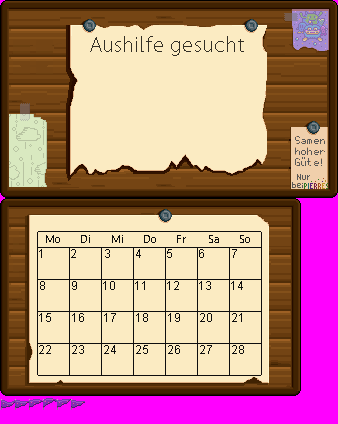 Aushilfe gesucht
Samen
hoher
Güte!
Nur
bei PIERRE'S
Mo Di Mi Do Fr Sa So
1 2 3 4 5 6 7
8 9 10 11 12 13 14
15 16 17 18 19 20 21
22 23 24 25 26 27 28